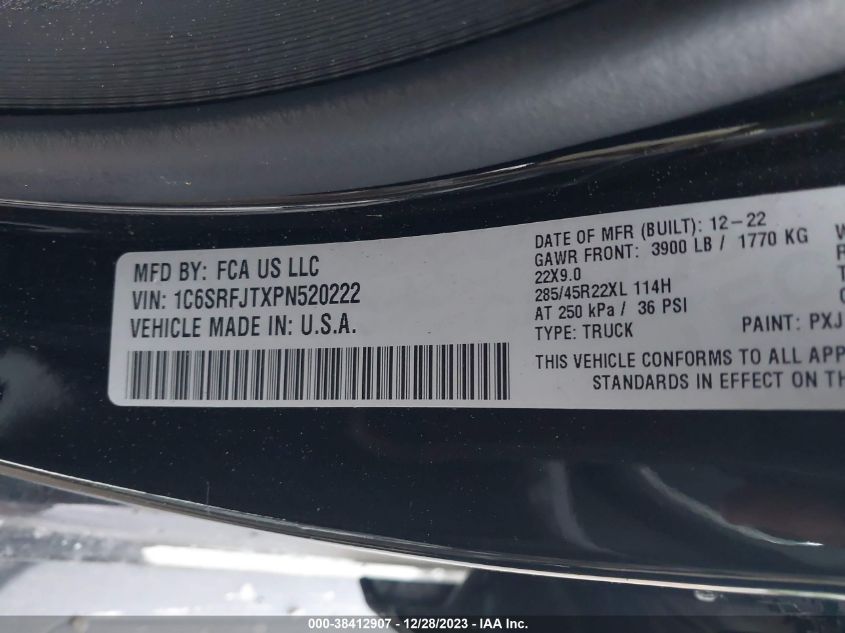 MFD BY: FCA US LLC
VIN: 1C6SRFJTXPN520222
VEHICLE MADE IN: U.S.A.
DATE OF MFR (BUILT): 12-22
GAWR FRONT: 3900 LB / 1770 KG
22X9.0
285/45R22XL 114H
AT 250 kPa / 36 PSI
TYPE: TRUCK
PAINT: PXJ
THIS VEHICLE CONFORMS TO ALL APP
STANDARDS IN EFFECT ON TH
000-38412907 - 12/28/2023 - IAA Inc.